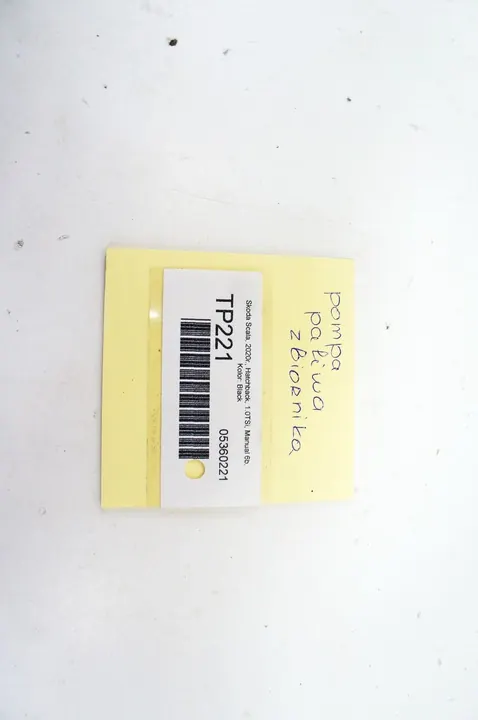 pompa
paliwa
zbiornika
Skoda Scala, 2020r., Hatchback, 1.0TSi, Manual 6b.
Kolor: Black
TP221
05360221